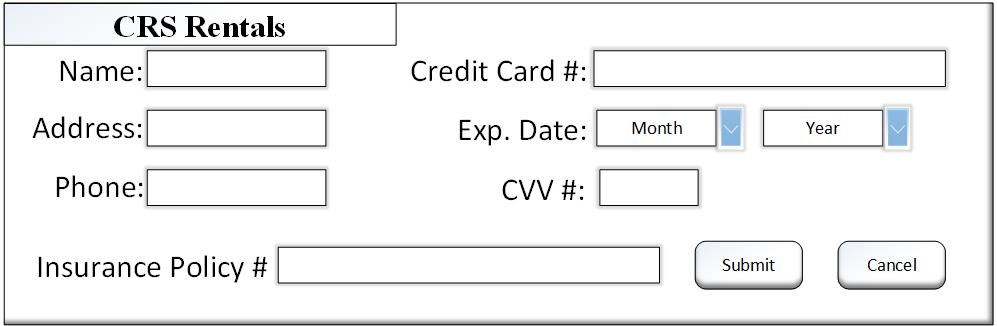 CRS Rentals
Name:
Credit Card #:
Address:
Exp. Date:
Month
Year
Phone:
CVV #:
Insurance Policy #
Submit
Cancel